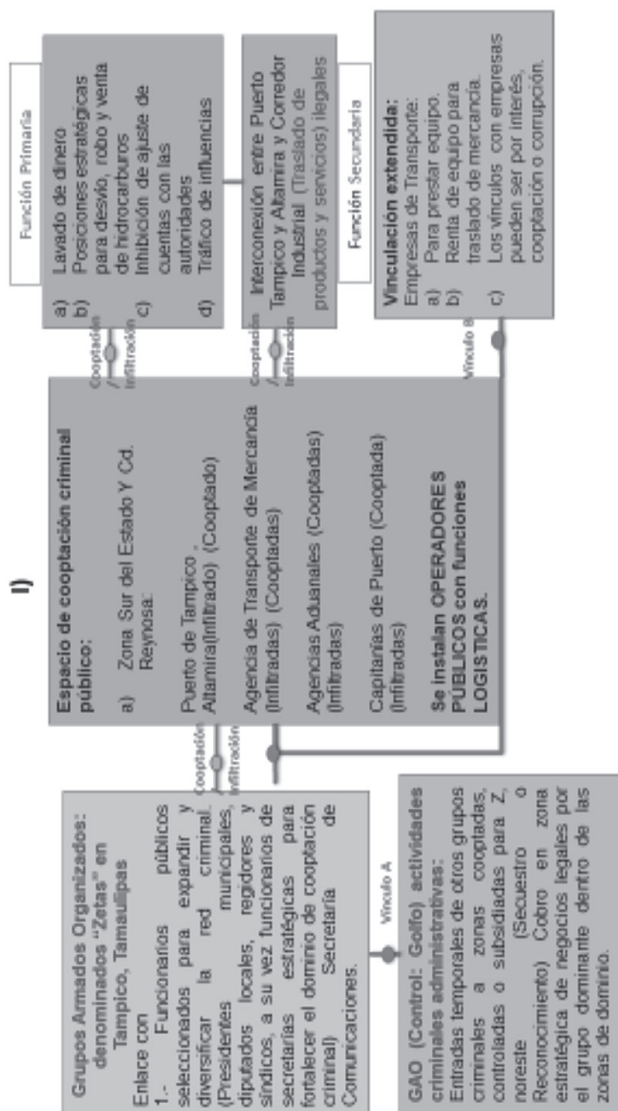 I)
Grupos Armados Organizados:
denominados “Zetas” en
Tampico, Tamaulipas
Enlace con
1.- Funcionarios públicos
seleccionados para expandir y
diversificar la red criminal.
(Presidentes municipales,
diputados locales, regidores y
síndicos, a su vez funcionarios de
secretarías estratégicas para
fortalecer el dominio de cooptación
criminal) Secretaría de
Comunicaciones.
Vínculo A
GAO (Control: Golfo) actividades
criminales administrativas:
Entradas temporales de otros grupos
criminales a zonas cooptadas,
controladas o subsidiadas para Z,
noreste (Secuestro o
Reconocimiento) Cobro en zona
estratégica de negocios legales por
el grupo dominante dentro de las
zonas de dominio.
Cooptación
/
Infiltración
Espacio de cooptación criminal
público:
a) Zona Sur del Estado Y Cd.
Reynosa:
Puerto de Tampico,
Altamira(Infiltrado) (Cooptado)
Agencia de Transporte de Mercancía
(Infiltradas) (Cooptadas)
Agencias Aduanales (Cooptadas)
(Infiltradas)
Capitanías de Puerto (Cooptada)
(Infiltradas)
Se instalan OPERADORES
PÚBLICOS con funciones
LOGISTICAS.
Cooptación
/
Infiltración
Cooptación
/
Infiltración
Vínculo B
Función Primaria
a) Lavado de dinero
b) Posiciones estratégicas
para desvío, robo y venta
de hidrocarburos
c) Inhibición de ajuste de
cuentas con las
autoridades
d) Tráfico de influencias
Interconexión entre Puerto
Tampico y Altamira y Corredor
Industrial (Traslado de
productos y servicios) ilegales
Función Secundaria
Vinculación extendida:
Empresas de Transporte:
a) Para prestar equipo.
b) Renta de equipo para
traslado de mercancía.
c) Los vínculos con empresas
pueden ser por interés,
cooptación o corrupción.